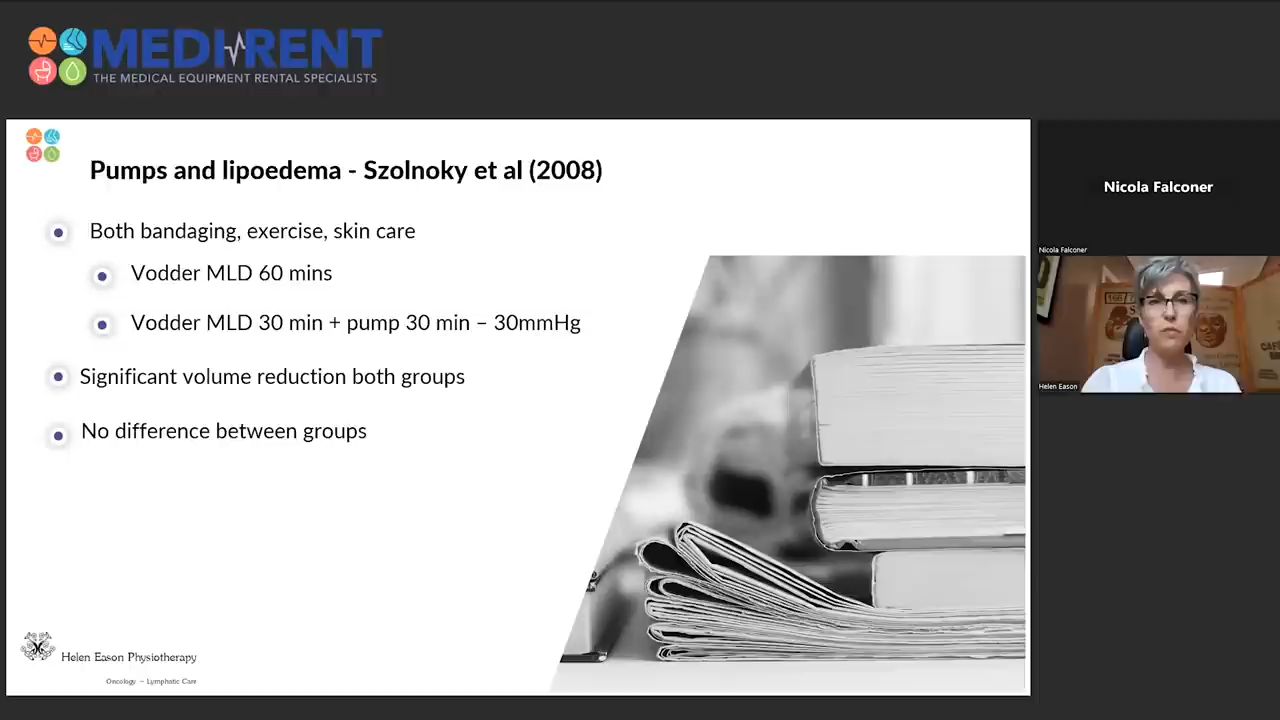 MEDI RENT
THE MEDICAL EQUIPMENT RENTAL SPECIALISTS
Pumps and lipoedema - Szolnoky et al (2008)
Both bandaging, exercise, skin care
Vodder MLD 60 mins
Vodder MLD 30 min + pump 30 min – 30mmHg
Significant volume reduction both groups
No difference between groups
Helen Eason Physiotherapy
Oncology – Lymphatic Care
Nicola Falconer
Nicola Falconer
Helen Eason